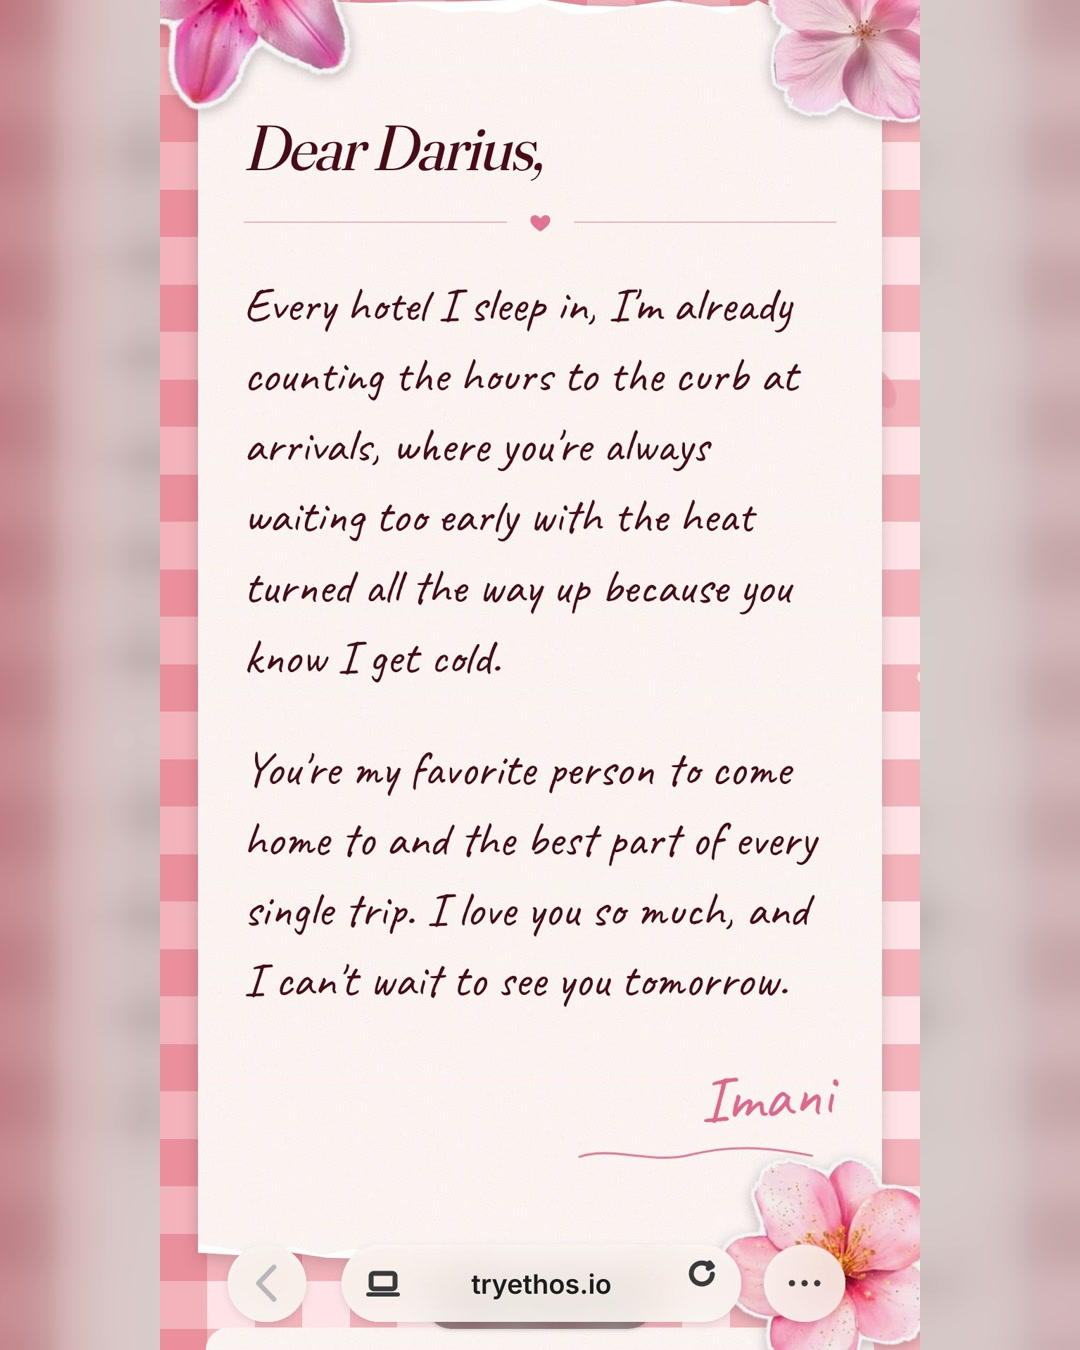 Dear Darius,
Every hotel I sleep in, I'm already
counting the hours to the curb at
arrivals, where you're always
waiting too early with the heat
turned all the way up because you
know I get cold.
You're my favorite person to come
home to and the best part of every
single trip. I love you so much, and
I can't wait to see you tomorrow.
Imani
tryethos.io